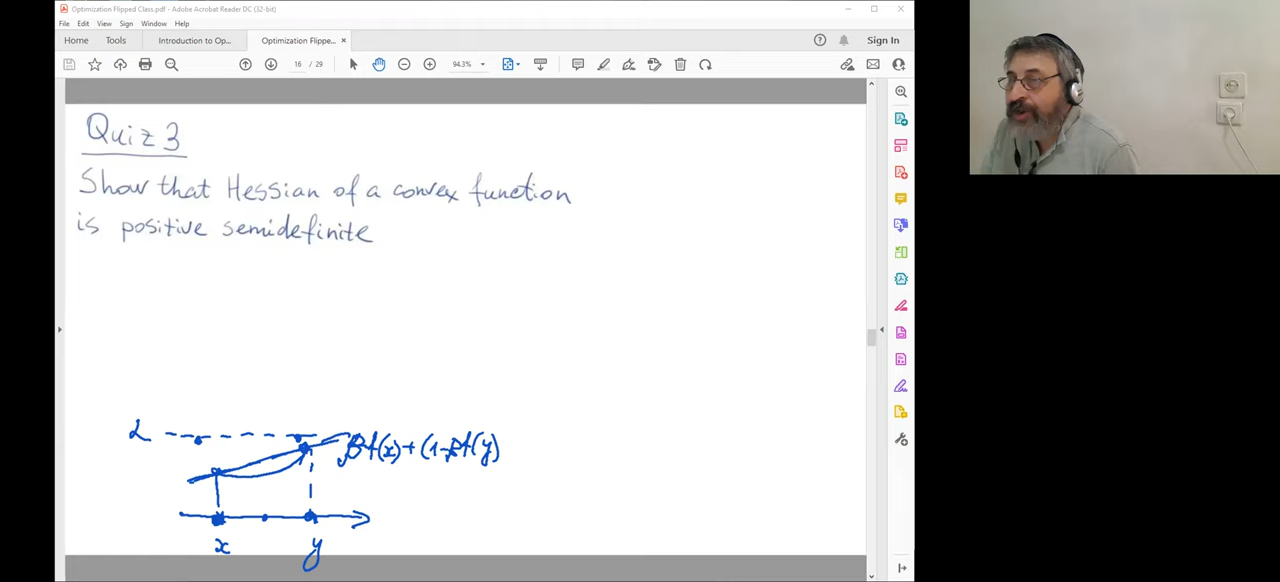 Optimization Flipped Class.pdf - Adobe Acrobat Reader DC (32-bit)
File Edit View Sign Window Help
Home Tools Introduction to Op... Optimization Flippe... × Sign In
16 / 29 94.3%
Quiz 3
Show that Hessian of a convex function
is positive semidefinite
α
βf(x)+(1-βf(y)
x y